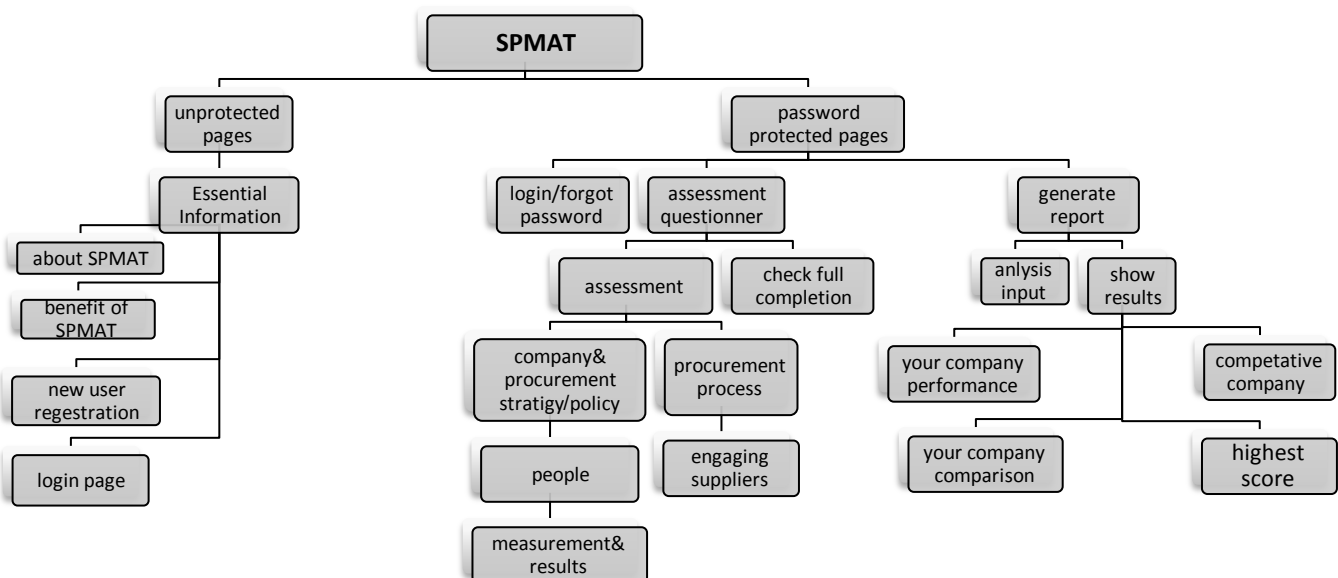 SPMAT
unprotected
pages
password
protected pages
Essential
Information
login/forgot
password
assessment
questionner
generate
report
about SPMAT
benefit of
SPMAT
new user
regestration
login page
assessment
check full
completion
anlysis
input
show
results
company&
procurement
stratigy/policy
procurement
process
your company
performance
competative
company
people
engaging
suppliers
your company
comparison
highest
score
measurement&
results